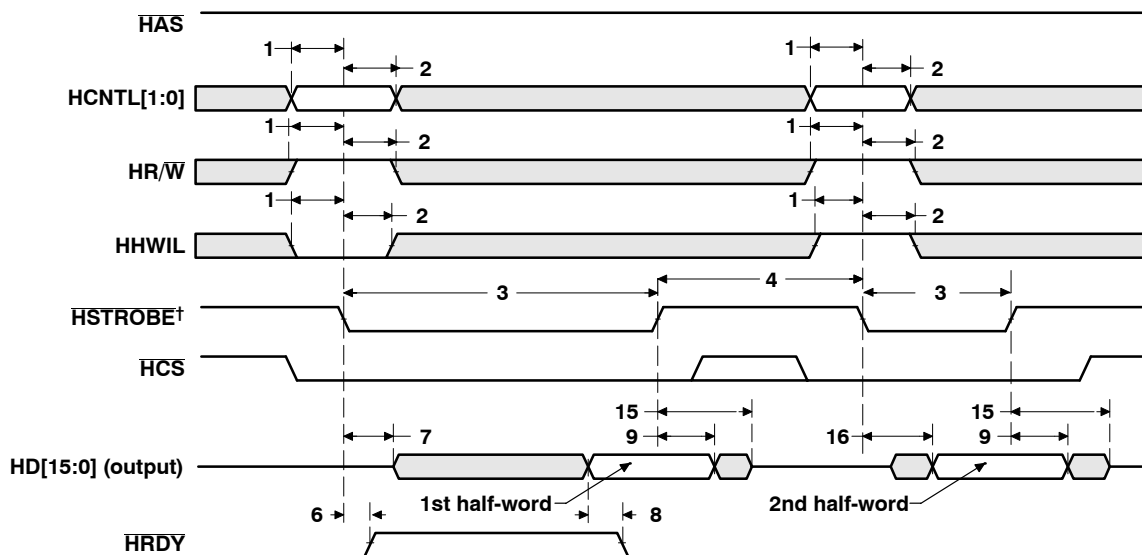 HAS
1
1
2
2
HCNTL[1:0]
1
1
2
2
HR/W
1
1
2
2
HHWIL
3
4
3
HSTROBE†
HCS
15
15
7
9
16
9
HD[15:0] (output)
1st half-word
2nd half-word
6
8
HRDY